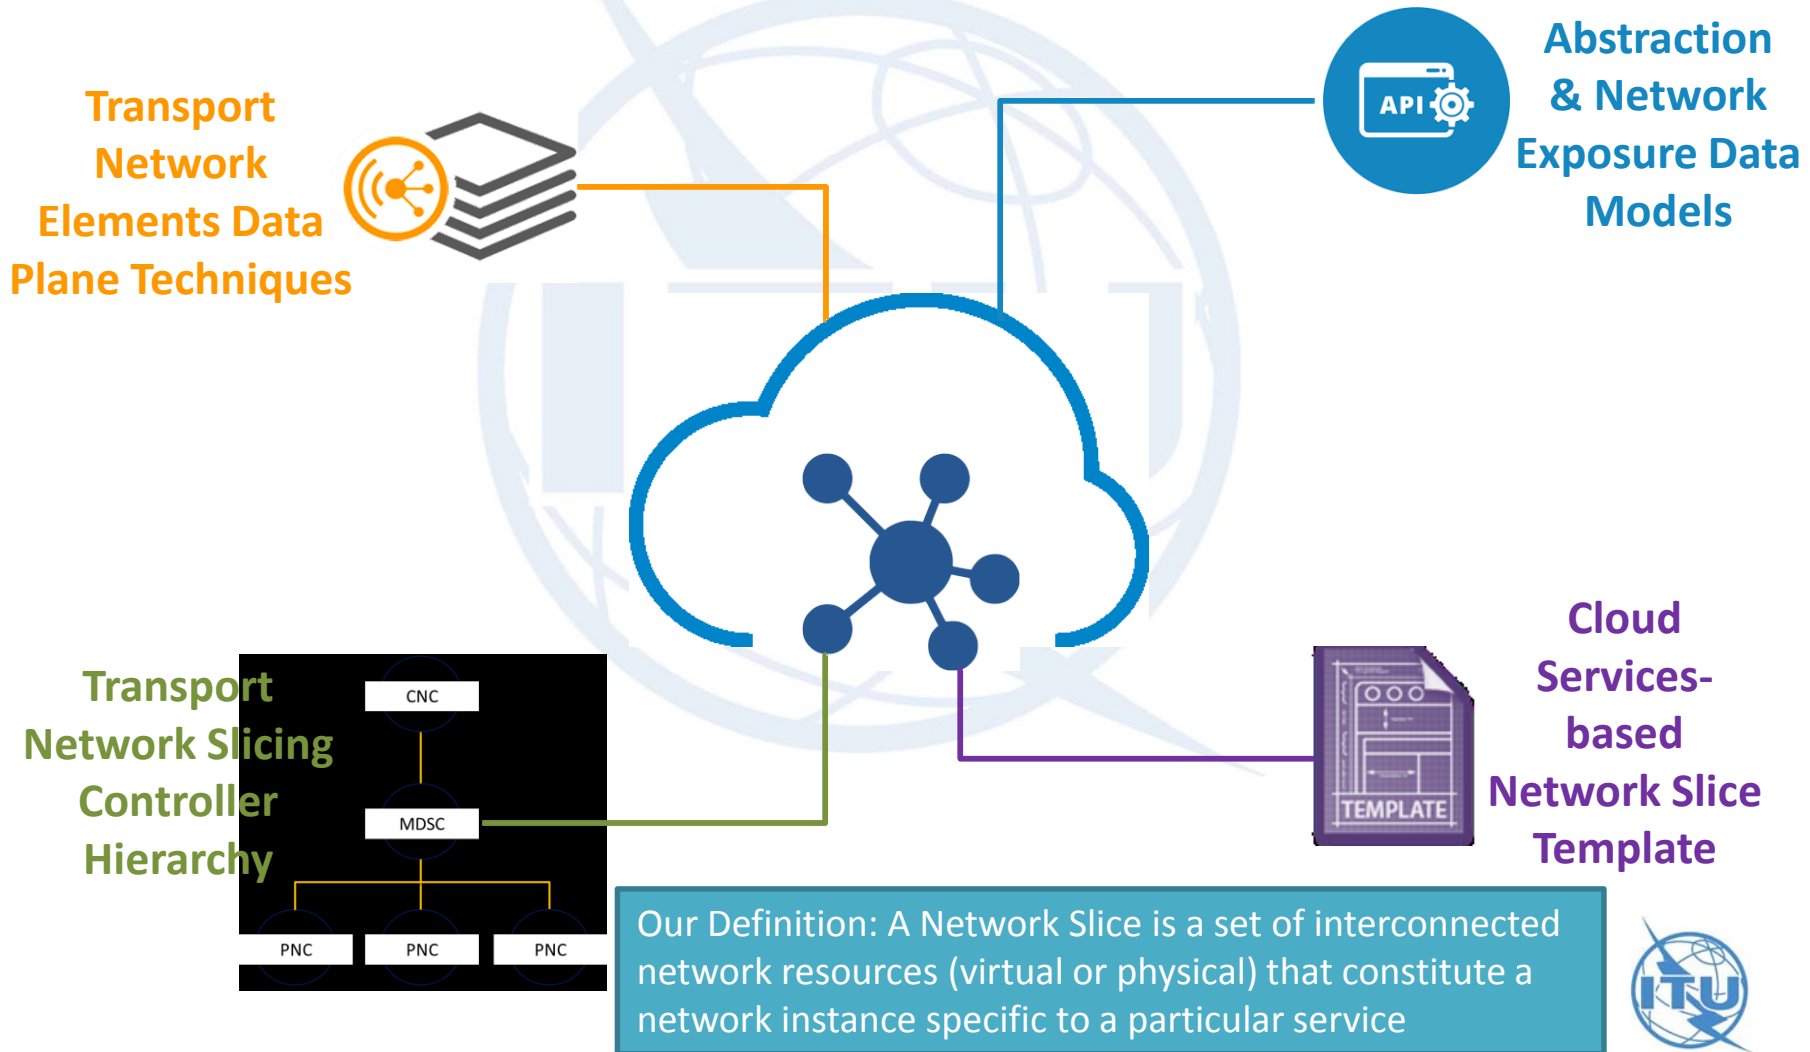 Transport
Network
Elements Data
Plane Techniques
API
Abstraction
& Network
Exposure Data
Models
Transport
Network Slicing
Controller
Hierarchy
CNC
MDSC
PNC
PNC
PNC
TEMPLATE
Cloud
Services-
based
Network Slice
Template
Our Definition: A Network Slice is a set of interconnected
network resources (virtual or physical) that constitute a
network instance specific to a particular service
ITU